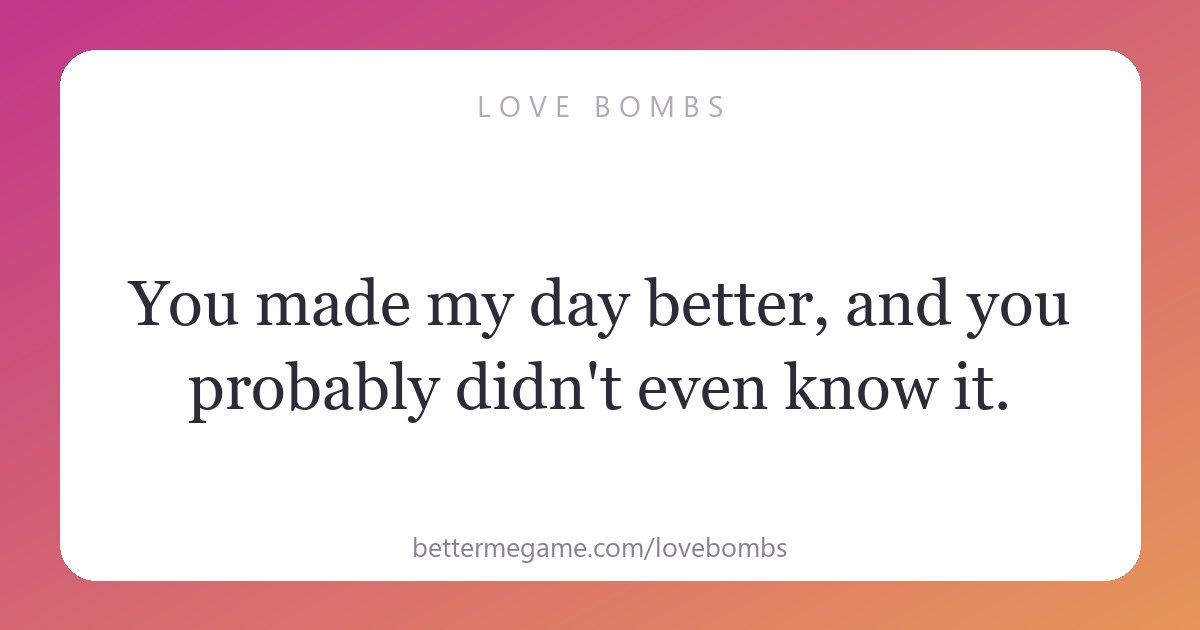 LOVE BOMBS
You made my day better, and you
probably didn't even know it.
bettermegame.com/lovebombs